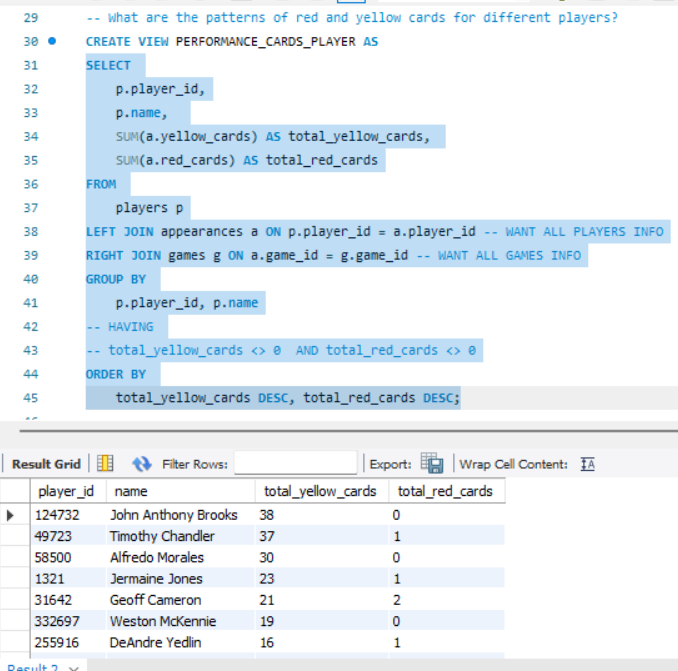 29 -- What are the patterns of red and yellow cards for different players?
30 CREATE VIEW PERFORMANCE_CARDS_PLAYER AS
31 SELECT
32 p.player_id,
33 p.name,
34 SUM(a.yellow_cards) AS total_yellow_cards,
35 SUM(a.red_cards) AS total_red_cards
36 FROM
37 players p
38 LEFT JOIN appearances a ON p.player_id = a.player_id -- WANT ALL PLAYERS INFO
39 RIGHT JOIN games g ON a.game_id = g.game_id -- WANT ALL GAMES INFO
40 GROUP BY
41 p.player_id, p.name
42 -- HAVING
43 -- total_yellow_cards <> 0 AND total_red_cards <> 0
44 ORDER BY
45 total_yellow_cards DESC, total_red_cards DESC;
Result Grid Filter Rows: Export: Wrap Cell Content: IA
player_id name total_yellow_cards total_red_cards
124732 John Anthony Brooks 38 0
49723 Timothy Chandler 37 1
58500 Alfredo Morales 30 0
1321 Jermaine Jones 23 1
31642 Geoff Cameron 21 2
332697 Weston McKennie 19 0
255916 DeAndre Yedlin 16 1
Result 2